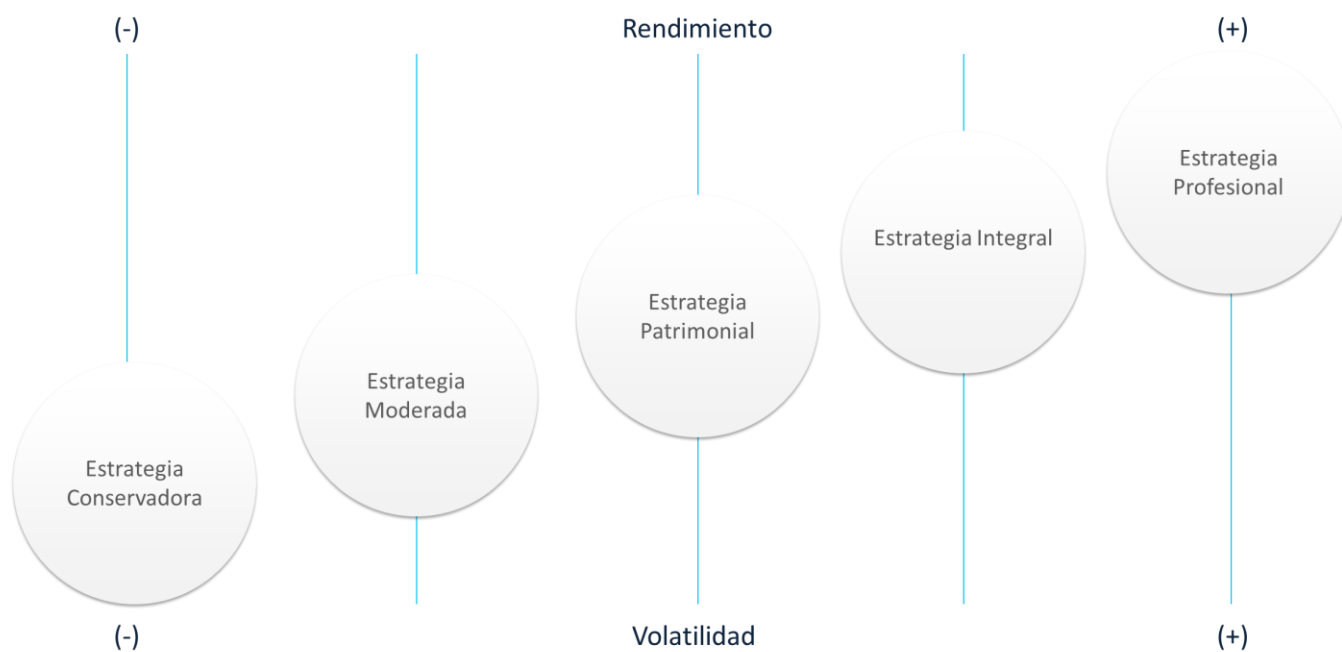 (-)
Rendimiento
(+)
Estrategia
Profesional
Estrategia Integral
Estrategia
Patrimonial
Estrategia
Moderada
Estrategia
Conservadora
(-)
Volatilidad
(+)